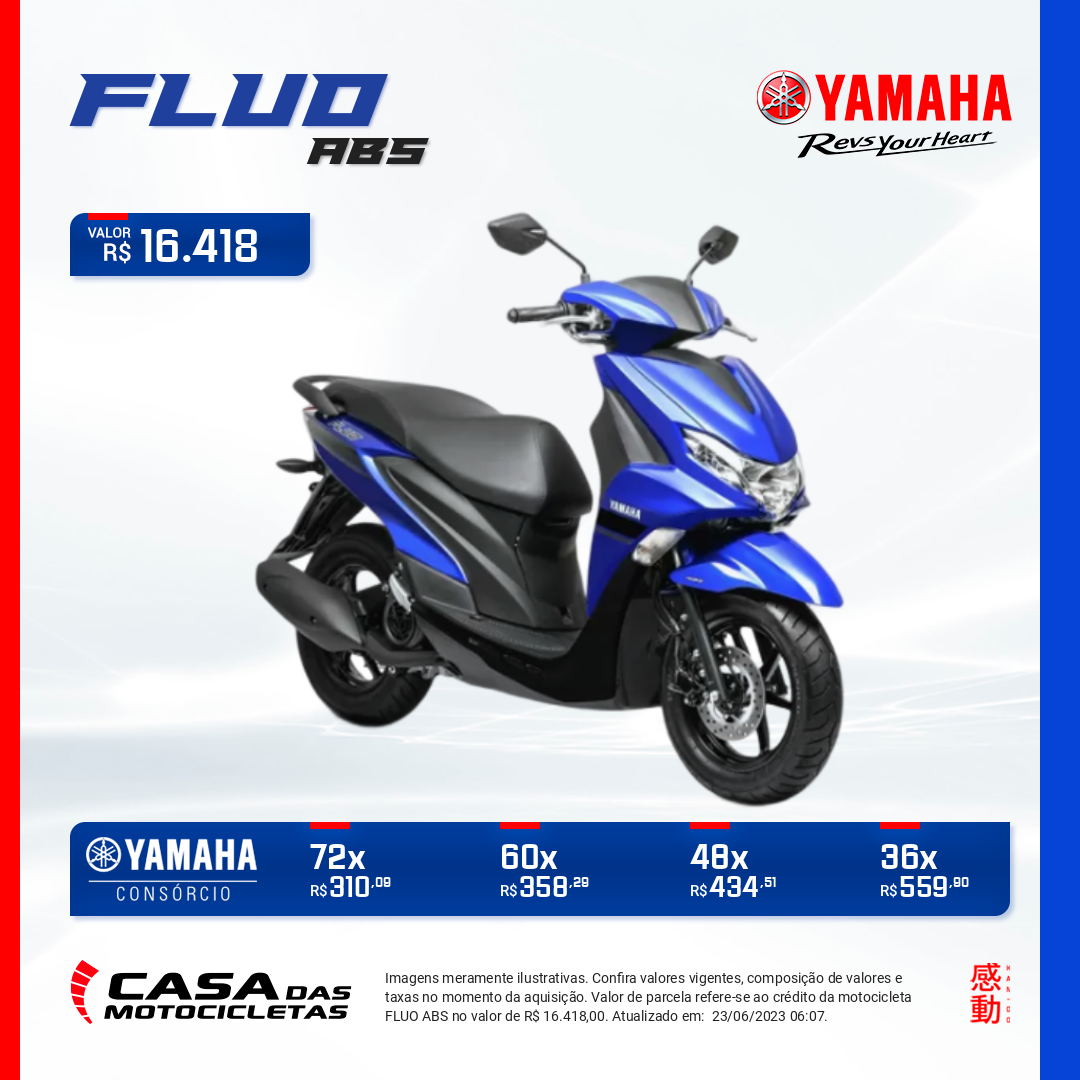 FLUO
ABS
YAMAHA
Revs Your Heart
VALOR
R$ 16.418
YAMAHA
YAMAHA
CONSÓRCIO
72x
R$ 310,09
60x
R$ 358,29
48x
R$ 434,51
36x
R$ 559,90
CASA DAS
MOTOCICLETAS
Imagens meramente ilustrativas. Confira valores vigentes, composição de valores e
taxas no momento da aquisição. Valor de parcela refere-se ao crédito da motocicleta
FLUO ABS no valor de R$ 16.418,00. Atualizado em: 23/06/2023 06:07.
感動